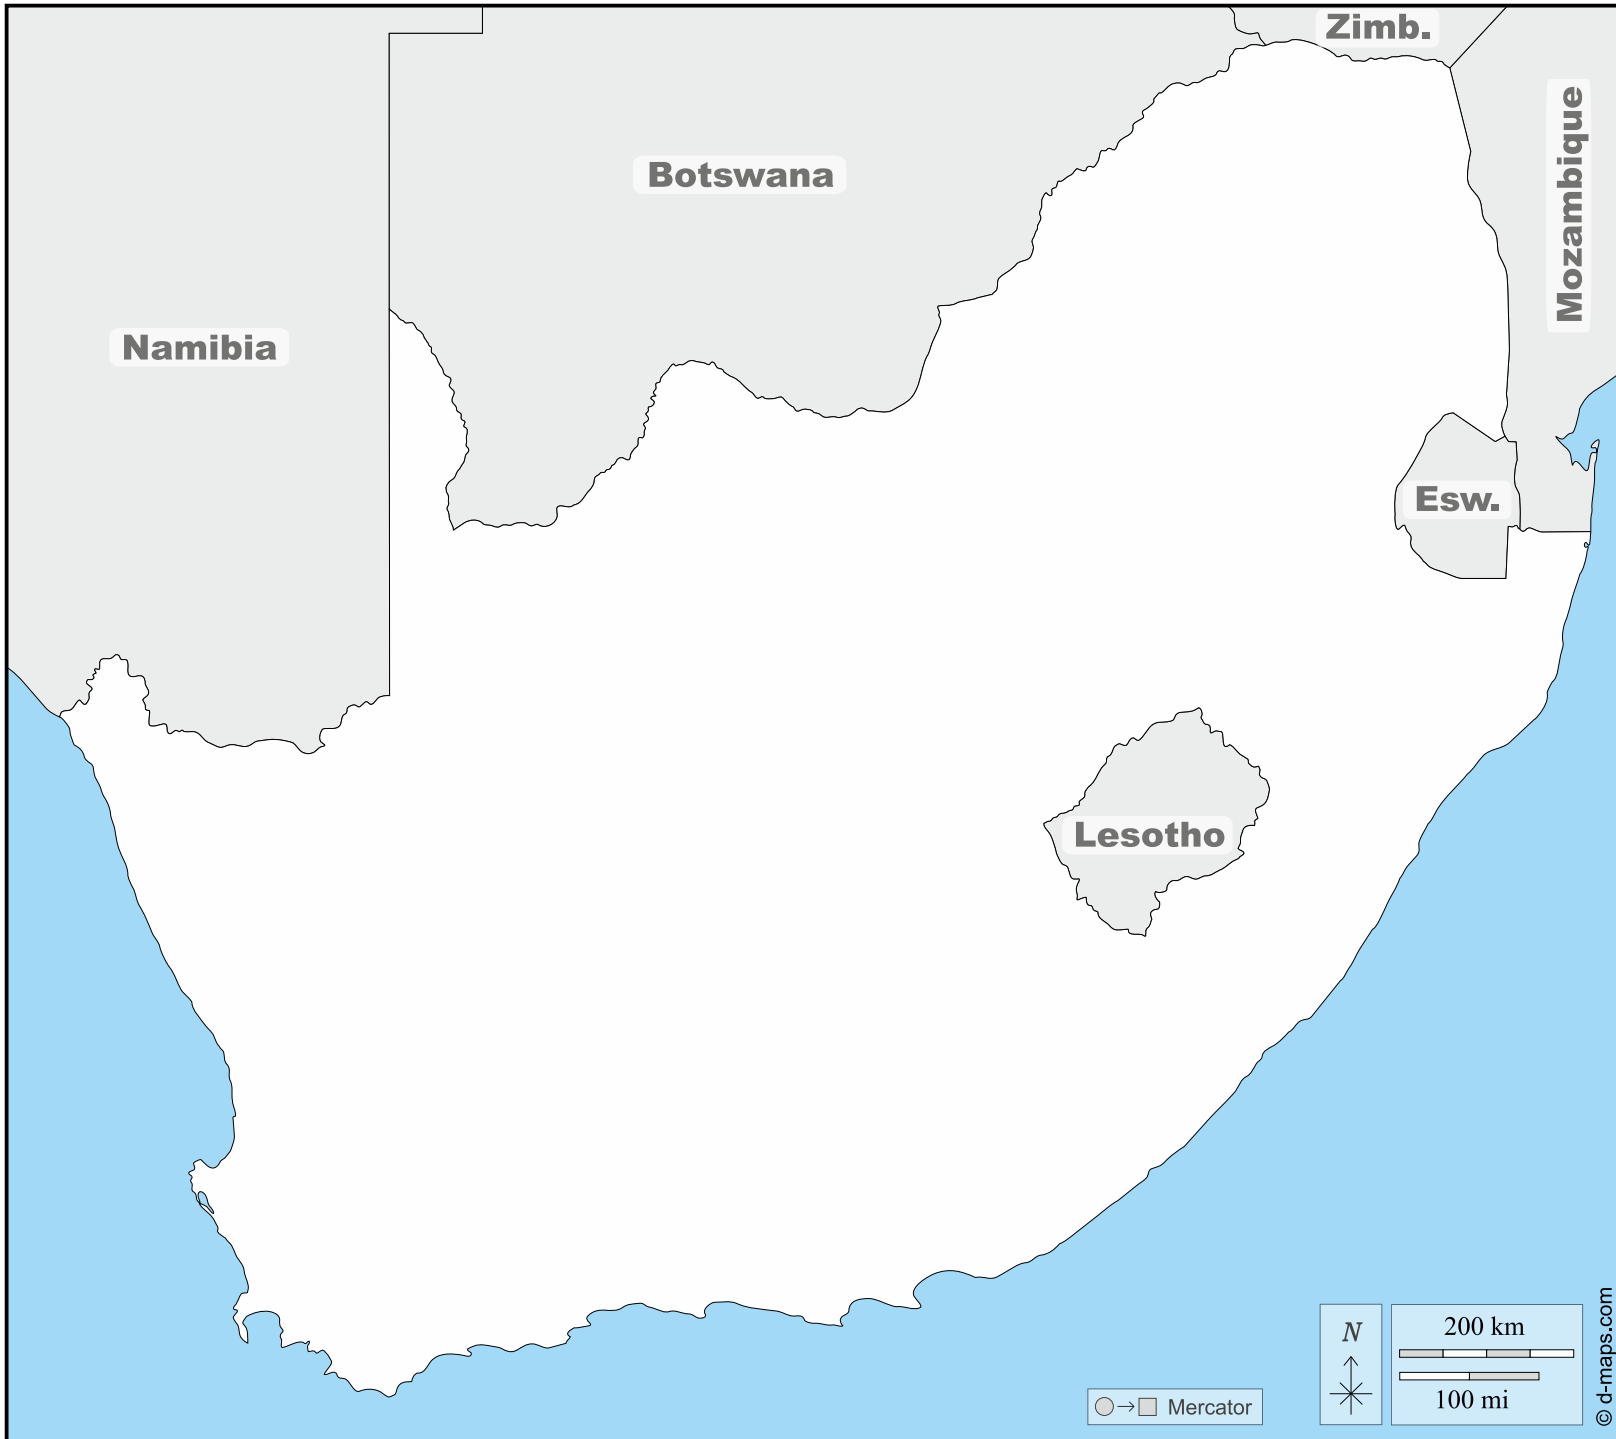 Zimb.
Mozambique
Botswana
Namibia
Esw.
Lesotho
N
200 km
100 mi
Mercator
© d-maps.com